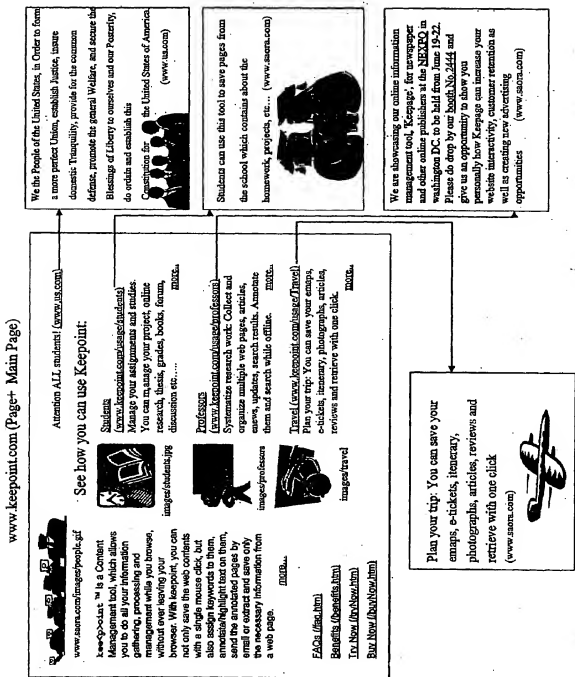 www.keepoint.com (Page+ Main Page)
www.saora.com/images/people.gif
Attention ALL students! (www.us.com)
keep>point ™ is a Content
Management tool, which allows
you to do all your information
gathering, processing and
management while you browse,
without ever leaving your
browser. With keepoint, you can
not only save the web contents
with a single mouse click, but
also assign keywords to them,
annotate/highlight text on them,
send the annotated pages by
email or extract and save only
the necessary information from
a web page.
more...
FAQs (/faq.htm)
Benefits (/benefits.htm)
Try Now (/tryNow.htm)
Buy Now (/buyNow.htm)
See how you can use Keepoint:
images/students.jpg
Students
(www.keepoint.com/usage/students)
Manage your assignments and studies.
You can m,anage your project, online
research, thesis, grades, books, forum,
discussion etc......
more...
images/professors
Professors
(www.keepoint.com/usage/professors)
Systematize research work: Collect and
organize multiple web pages, articles,
enews, updates, search results. Annotate
them and search while offline.
more...
images/travel
Travel (www.keepoint.com/usage/Travel)
Plan your trip: You can save your emaps,
e-tickets, itenerary, photographs, articles,
reviews and retrieve with one click.
more...
We the People of the United States, in Order to form
a more perfect Union, establish Justice, insure
domestic Tranquility, provide for the common
defense, promote the general Welfare, and secure the
Blessings of Liberty to ourselves and our Posterity,
do ordain and establish this
Constitution for the United States of America.
(www.us.com)
Students can use this tool to save pages from
the school which contains about the
homework, projects, etc... (www.saora.com)
We are showcasing our online information
management tool, 'Keepage', for newspaper
and other online publishers at the NEXPO in
washington DC. to be held from June 19-22.
Please do drop by our booth No.2444 and
give us an opportunity to show you
personally how Keepage can increase your
website interactivity, customer retention as
well as creating new advertising
opportunities (www.saora.com)
Plan your trip: You can save your
emaps, e-tickets, itenerary,
photographs, articles, reviews and
retrieve with one click
(www.saora.com)